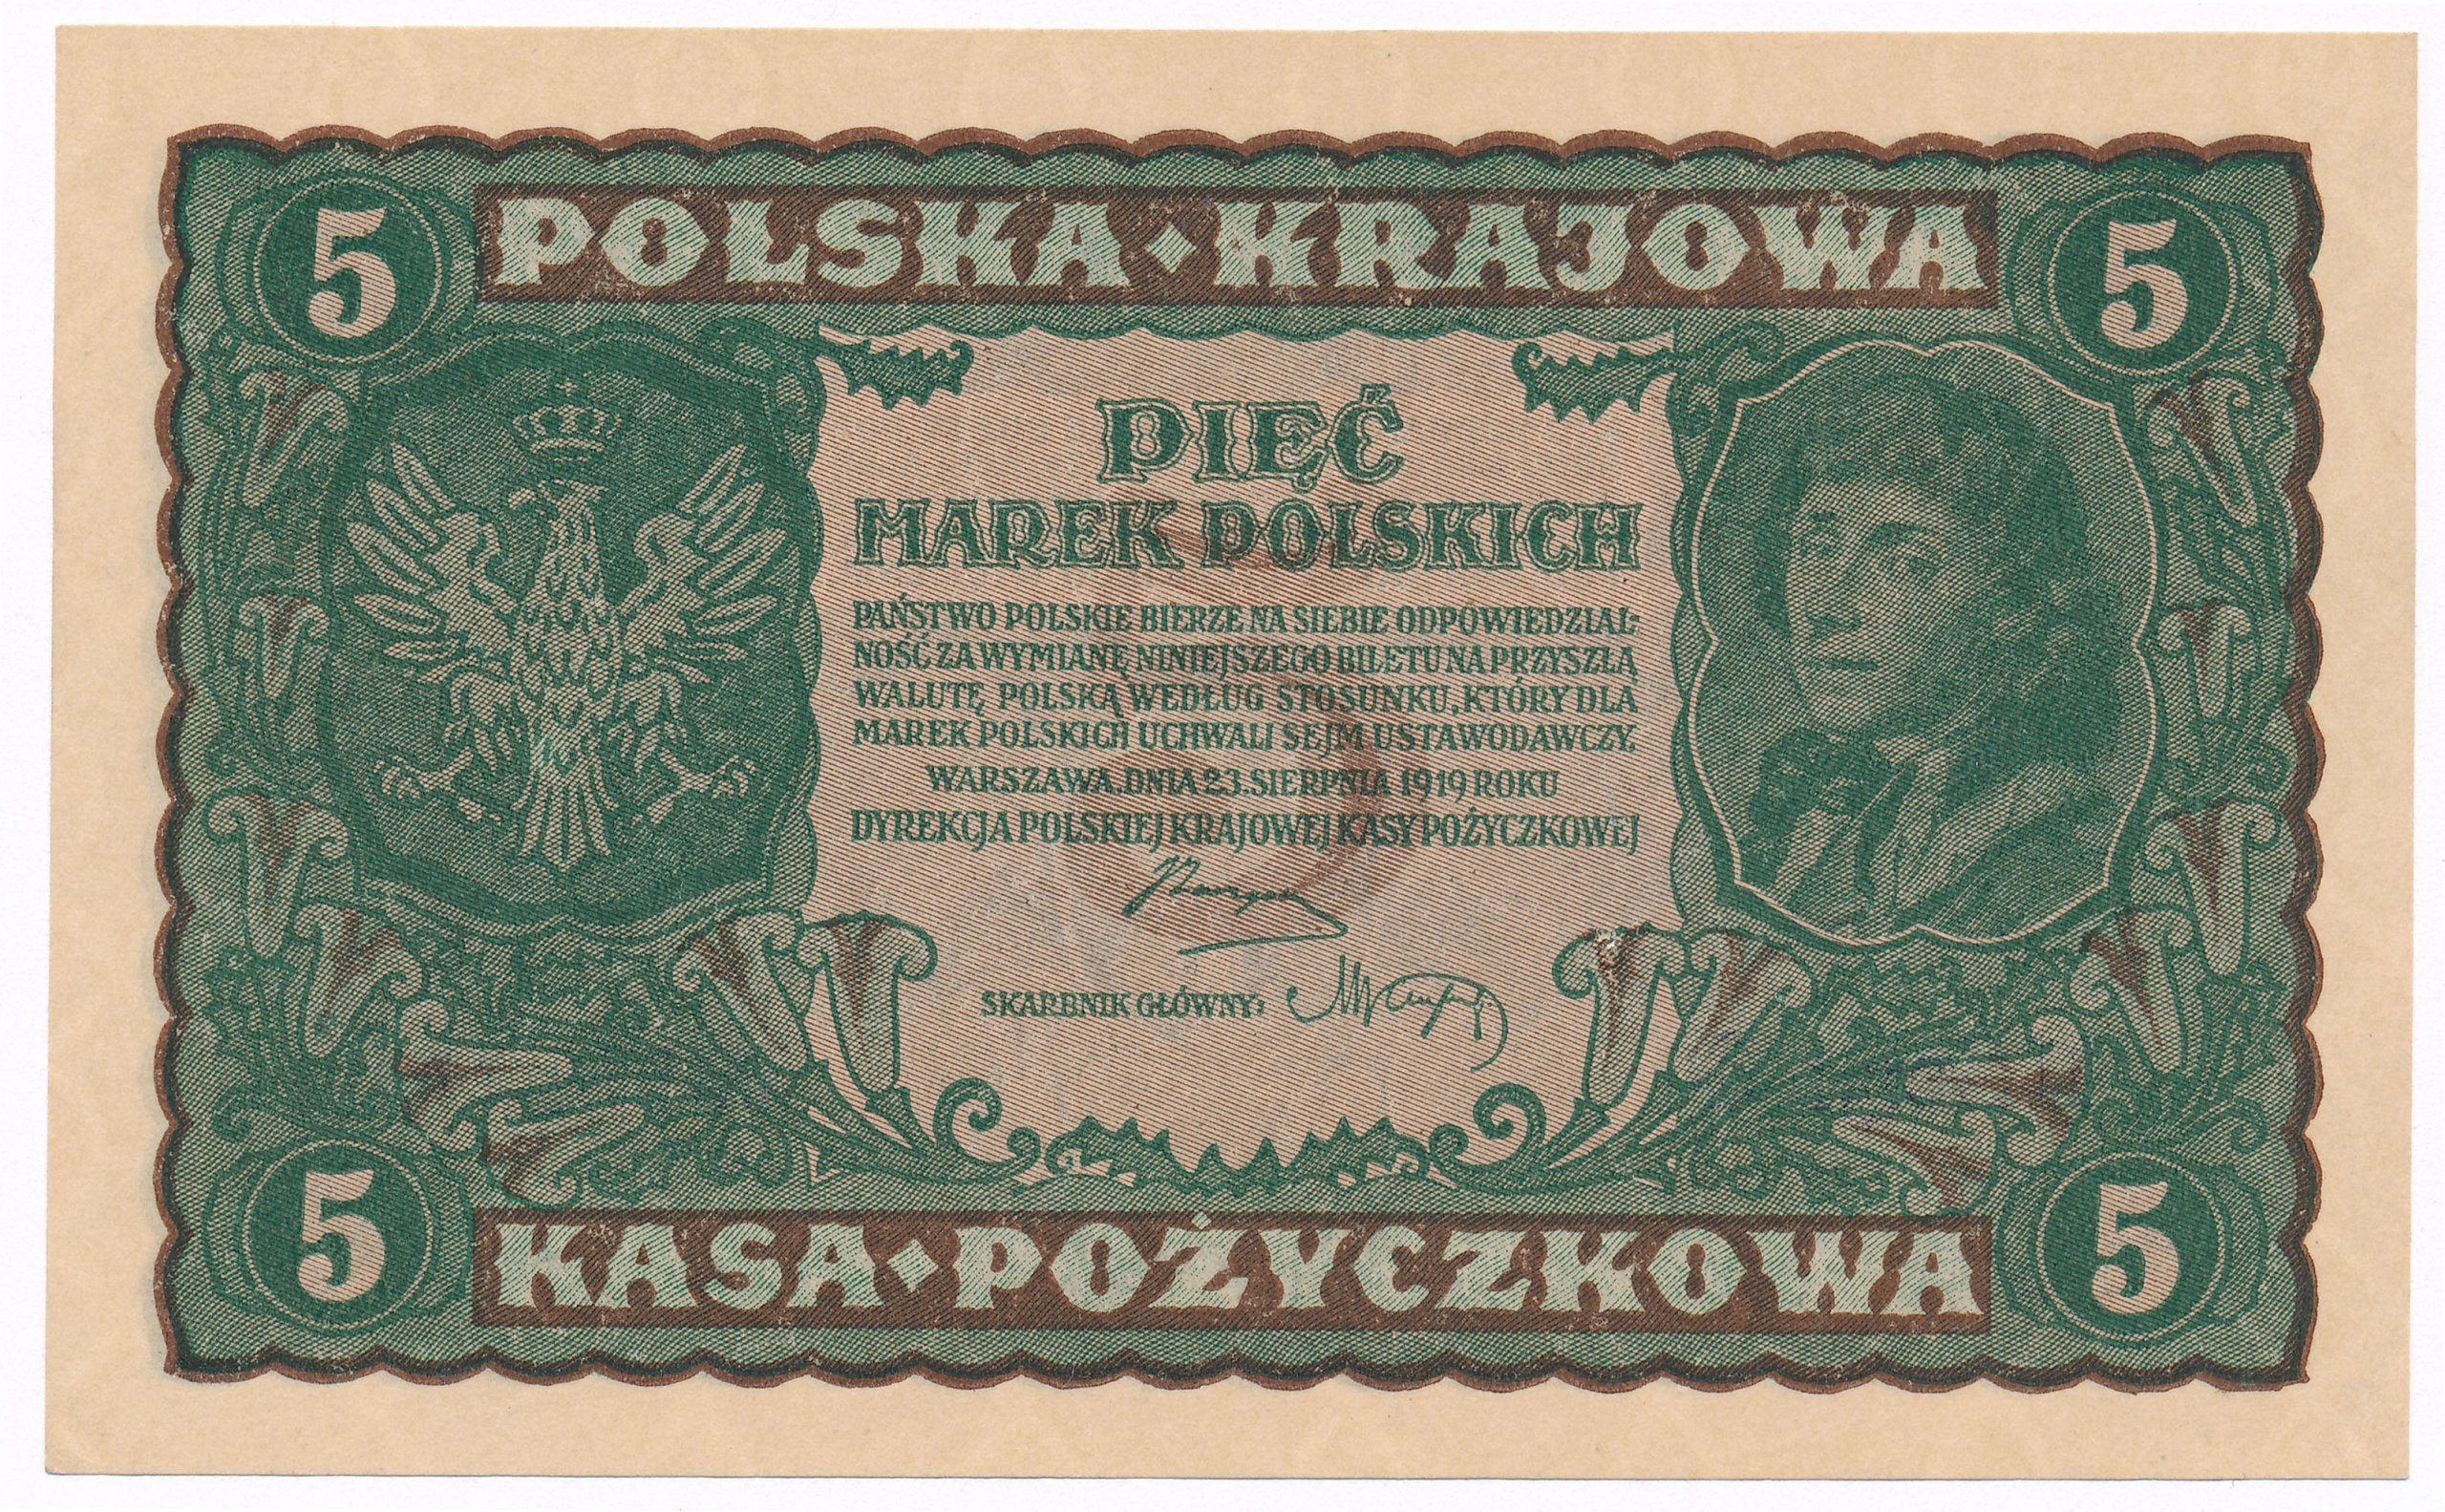 5 POLSKA◆KRAJOWA 5
PIĘĆ
MAREK POLSKICH
PAŃSTWO POLSKIE BIERZE NA SIEBIE ODPOWIEDZIAL-
NOŚĆ ZA WYMIANĘ NINIEJSZEGO BILETU NA PRZYSZŁĄ
WALUTĘ POLSKĄ WEDŁUG STOSUNKU, KTÓRY DLA
MAREK POLSKICH UCHWALI SEJM USTAWODAWCZY.
WARSZAWA. DNIA 23. SIERPNIA 1919 ROKU
DYREKCJA POLSKIEJ KRAJOWEJ KASY POŻYCZKOWEJ
SKARBNIK GŁÓWNY:
5 KASA◆POŻYCZKOWA 5